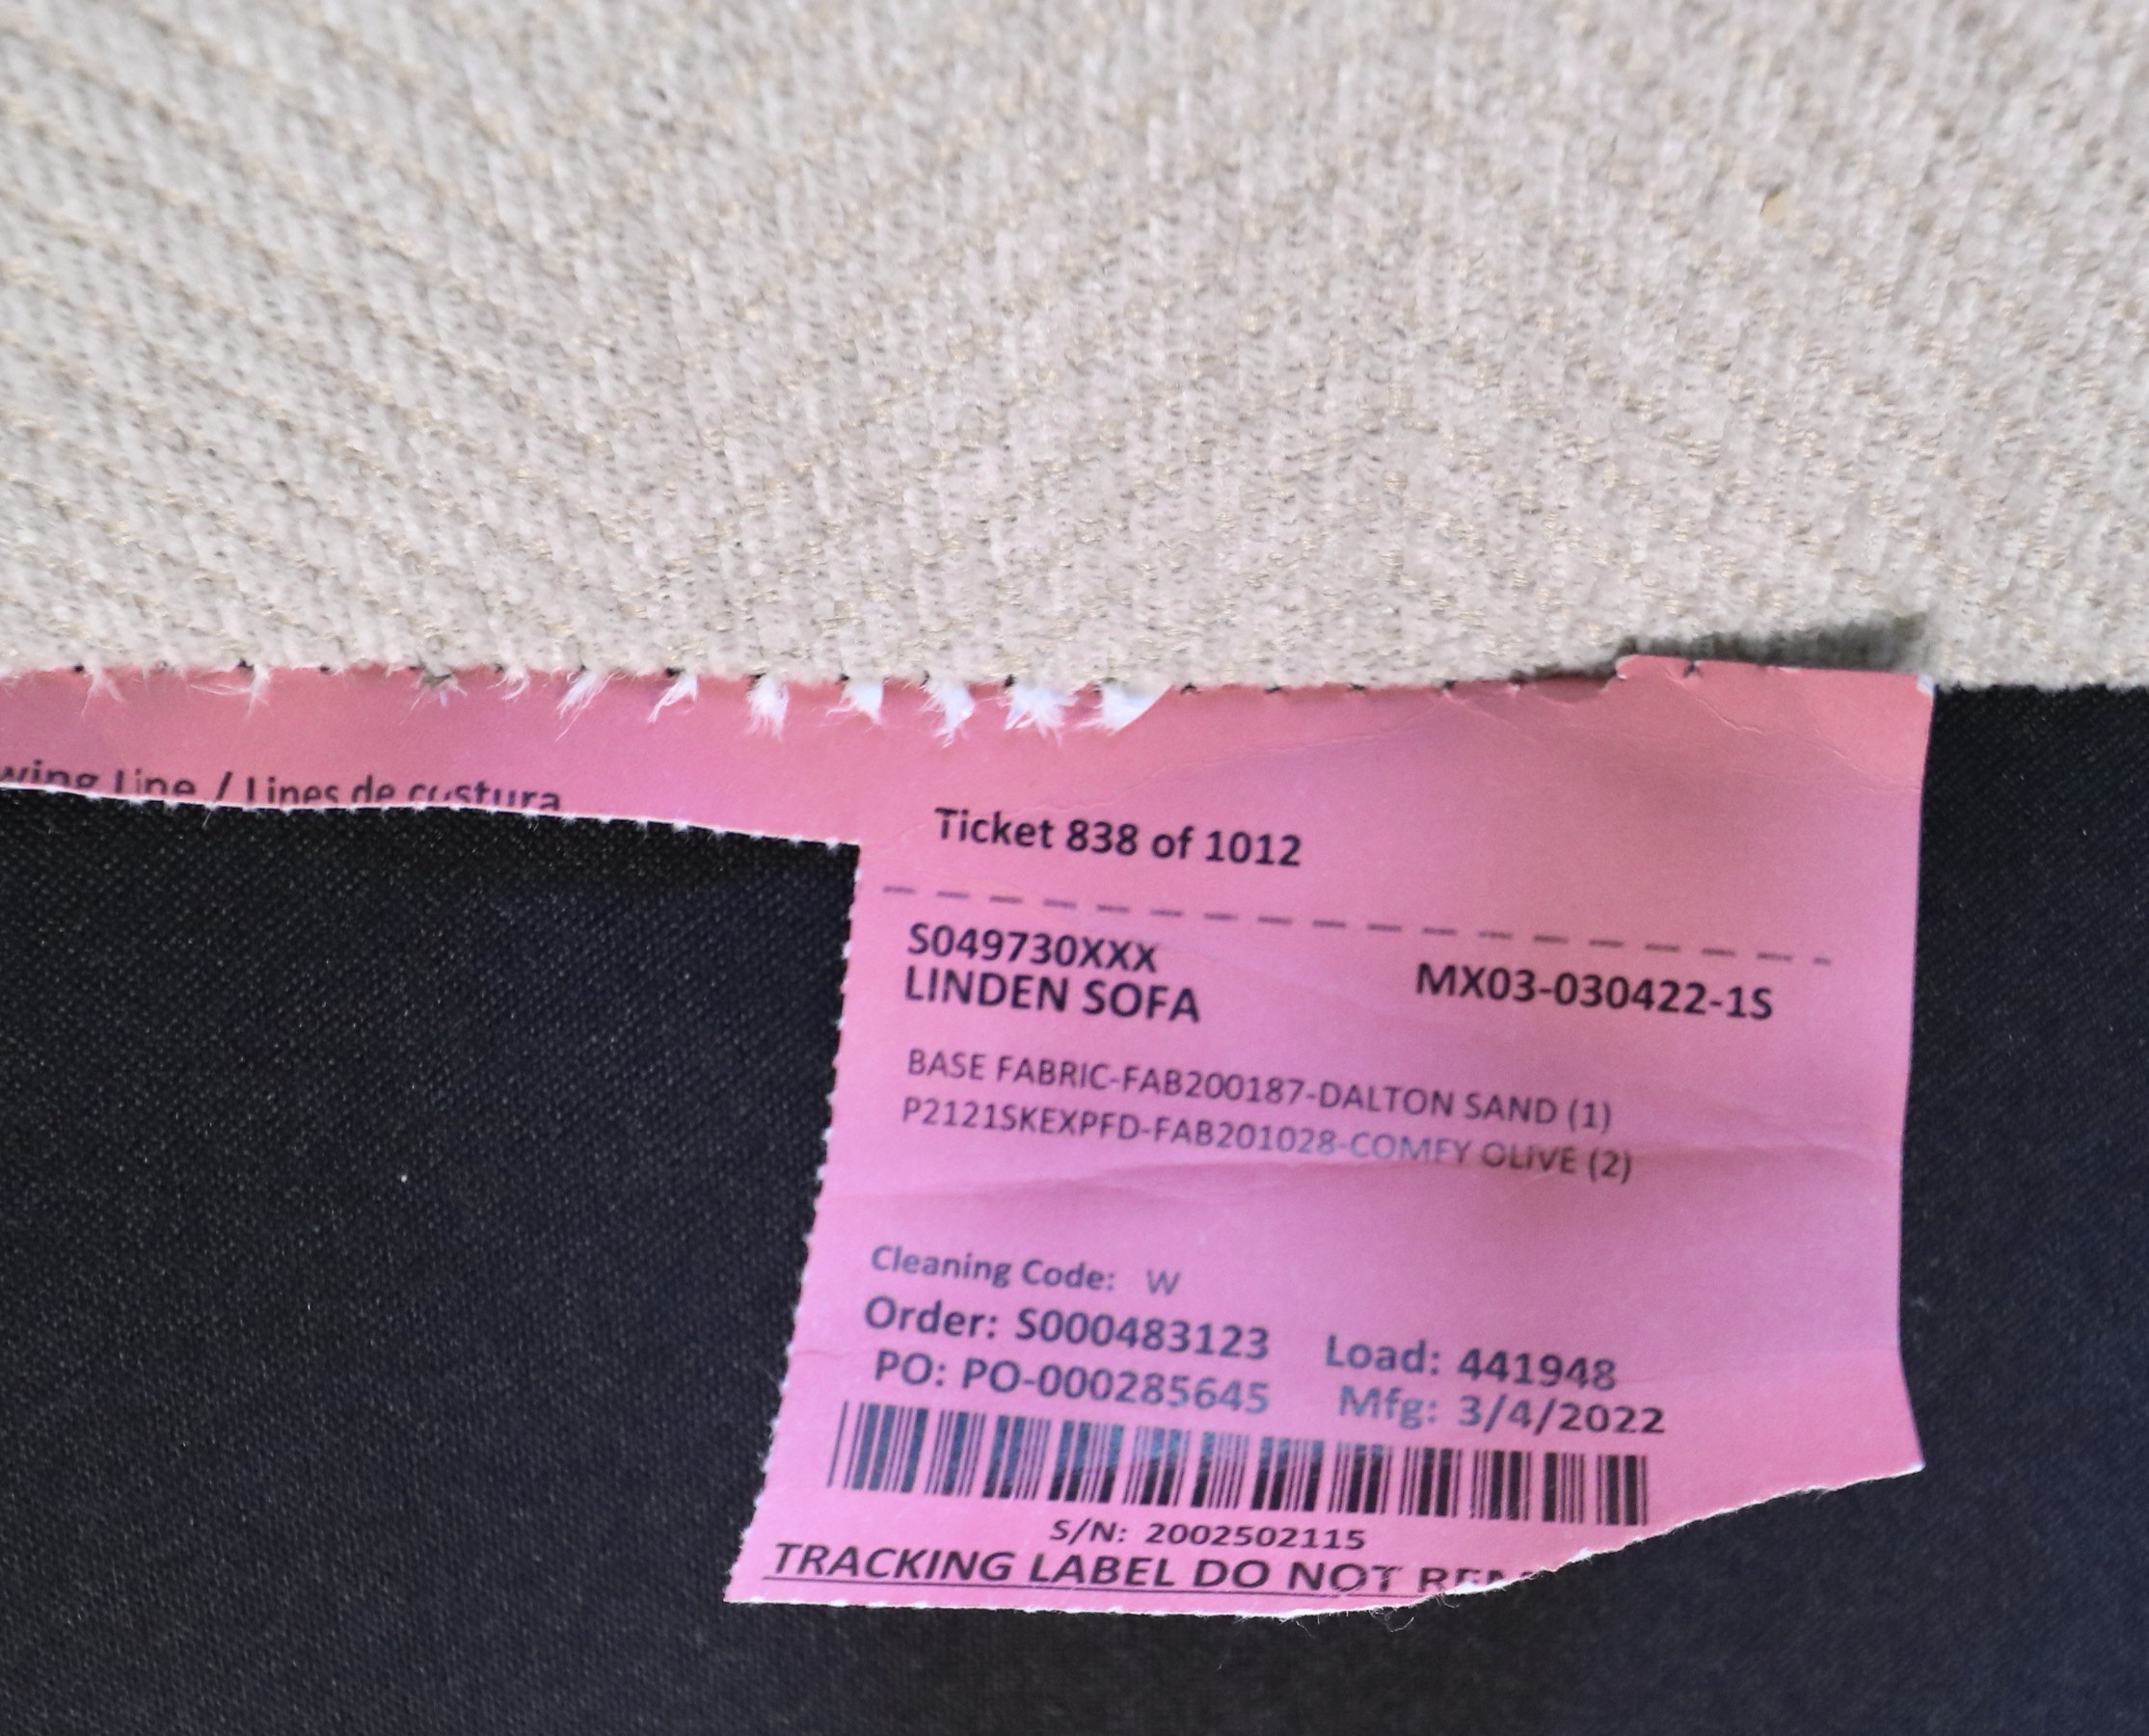 Line / Lines de custura
Ticket 838 of 1012
S049730XXX
LINDEN SOFA
MX03-030422-1S
BASE FABRIC-FAB200187-DALTON SAND (1)
P2121SKEXPFD-FAB201028-COMFY OLIVE (2)
Cleaning Code: W
Order: S000483123 Load: 441948
PO: PO-000285645 Mfg: 3/4/2022
S/N: 2002502115
TRACKING LABEL DO NOT